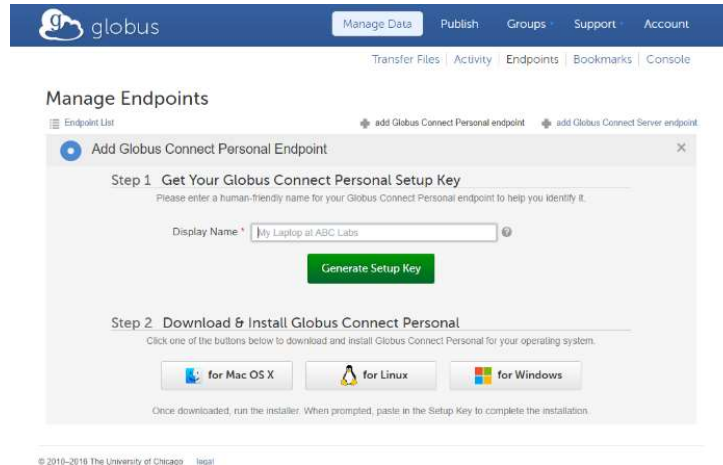 globus
Manage Data Publish Groups Support Account
Transfer Files Activity Endpoints Bookmarks Console
Manage Endpoints
Endpoint List add Globus Connect Personal endpoint add Globus Connect Server endpoint
Add Globus Connect Personal Endpoint
Step 1 Get Your Globus Connect Personal Setup Key
Please enter a human-friendly name for your Globus Connect Personal endpoint to help you identify it.
Display Name * My Laptop at ABC Labs
Generate Setup Key
Step 2 Download & Install Globus Connect Personal
Click one of the buttons below to download and install Globus Connect Personal for your operating system.
for Mac OS X for Linux for Windows
Once downloaded, run the installer. When prompted, paste in the Setup Key to complete the installation.
© 2010–2016 The University of Chicago legal